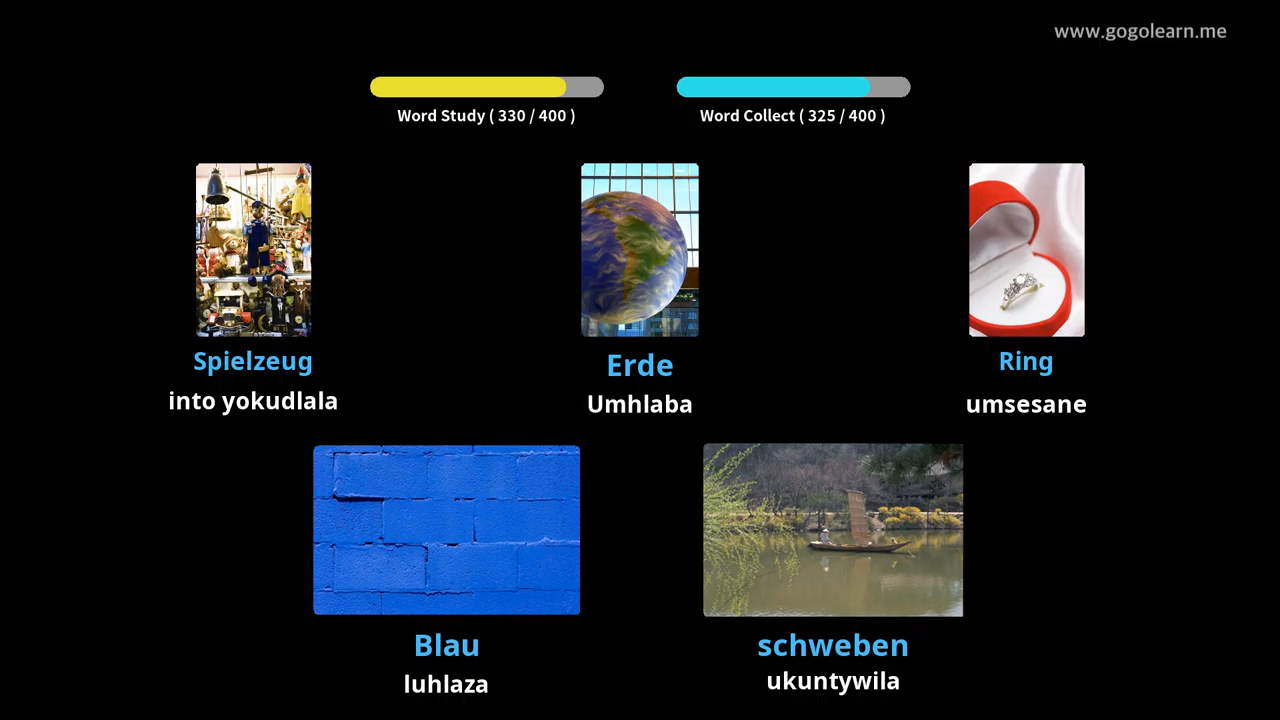 www.gogolearn.me
Word Study ( 330 / 400 )
Word Collect ( 325 / 400 )
Spielzeug
into yokudlala
Erde
Umhlaba
Ring
umsesane
Blau
luhlaza
schweben
ukuntywila